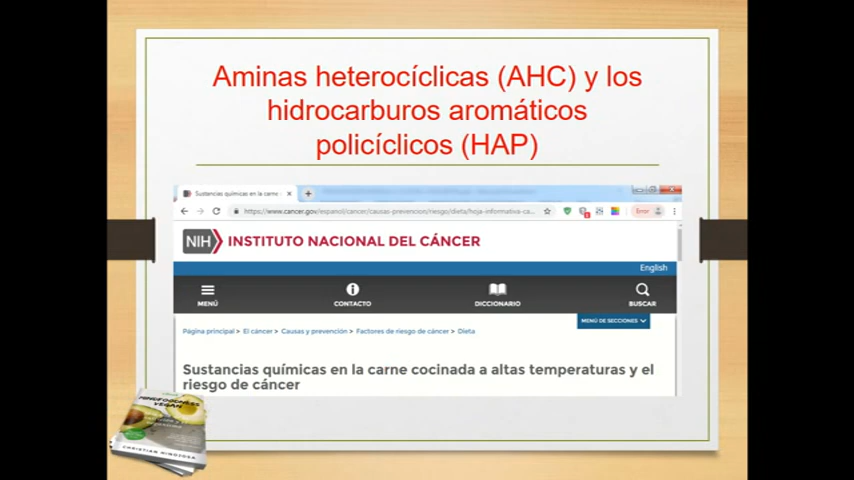 Aminas heterocíclicas (AHC) y los
hidrocarburos aromáticos
policíclicos (HAP)
Sustancias químicas en la carne
https://www.cancer.gov/espanol/cancer/causas-prevencion/riesgo/dieta/hoja-informativa-ca...
Error
NIH INSTITUTO NACIONAL DEL CÁNCER
English
MENÚ
CONTACTO
DICCIONARIO
BUSCAR
MENÚ DE SECCIONES
Página principal > El cáncer > Causas y prevención > Factores de riesgo de cáncer > Dieta
Sustancias químicas en la carne cocinada a altas temperaturas y el
riesgo de cáncer
VEGAN
CHRISTIAN HINOJOSA